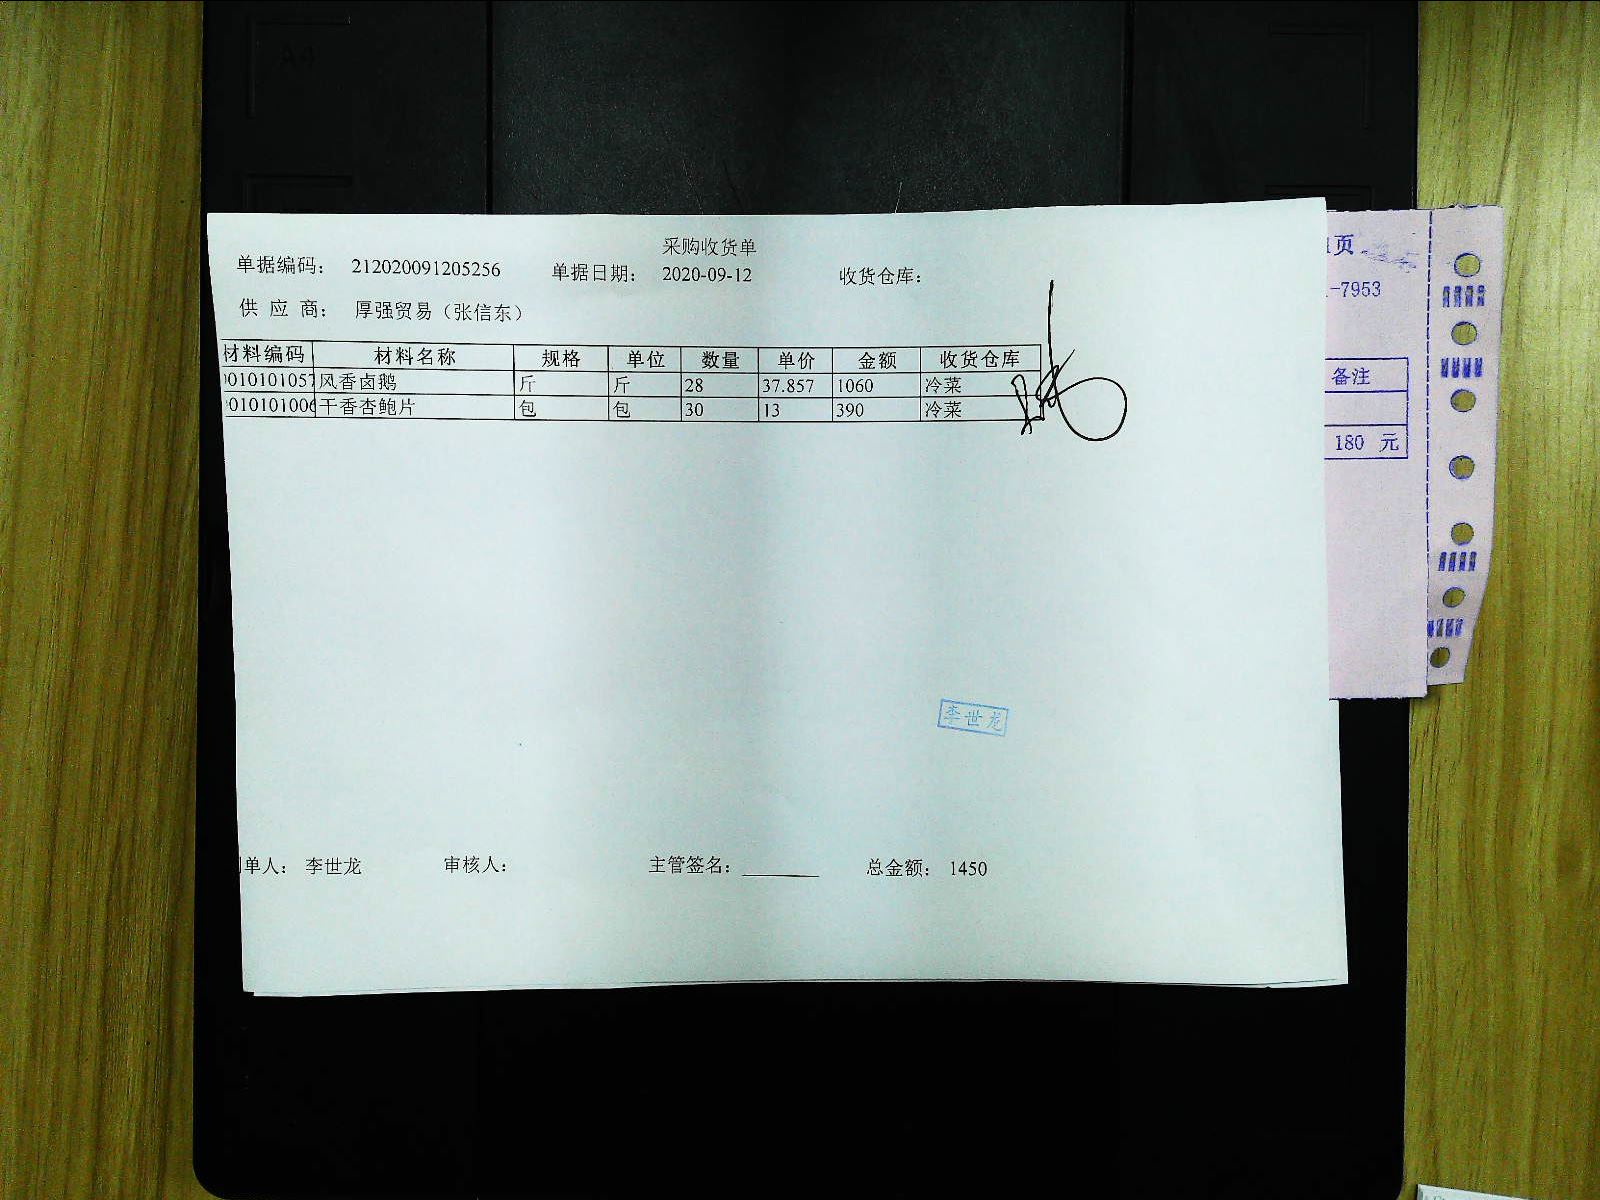 采购收货单
单据编码： 212020091205256 单据日期： 2020-09-12 收货仓库：
供 应 商： 厚强贸易（张信东）
材料编码 材料名称 规格 单位 数量 单价 金额 收货仓库
010101057 风香卤鹅 斤 斤 28 37.857 1060 冷菜
010101006 干香杏鲍片 包 包 30 13 390 冷菜
李世龙
单人： 李世龙 审核人： 主管签名： 总金额： 1450
页
-7953
备注
180 元